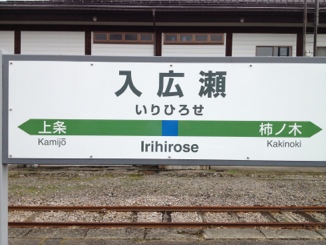 入広瀬
いりひろせ
上条 柿ノ木
Kamijō Kakinoki
Irihirose